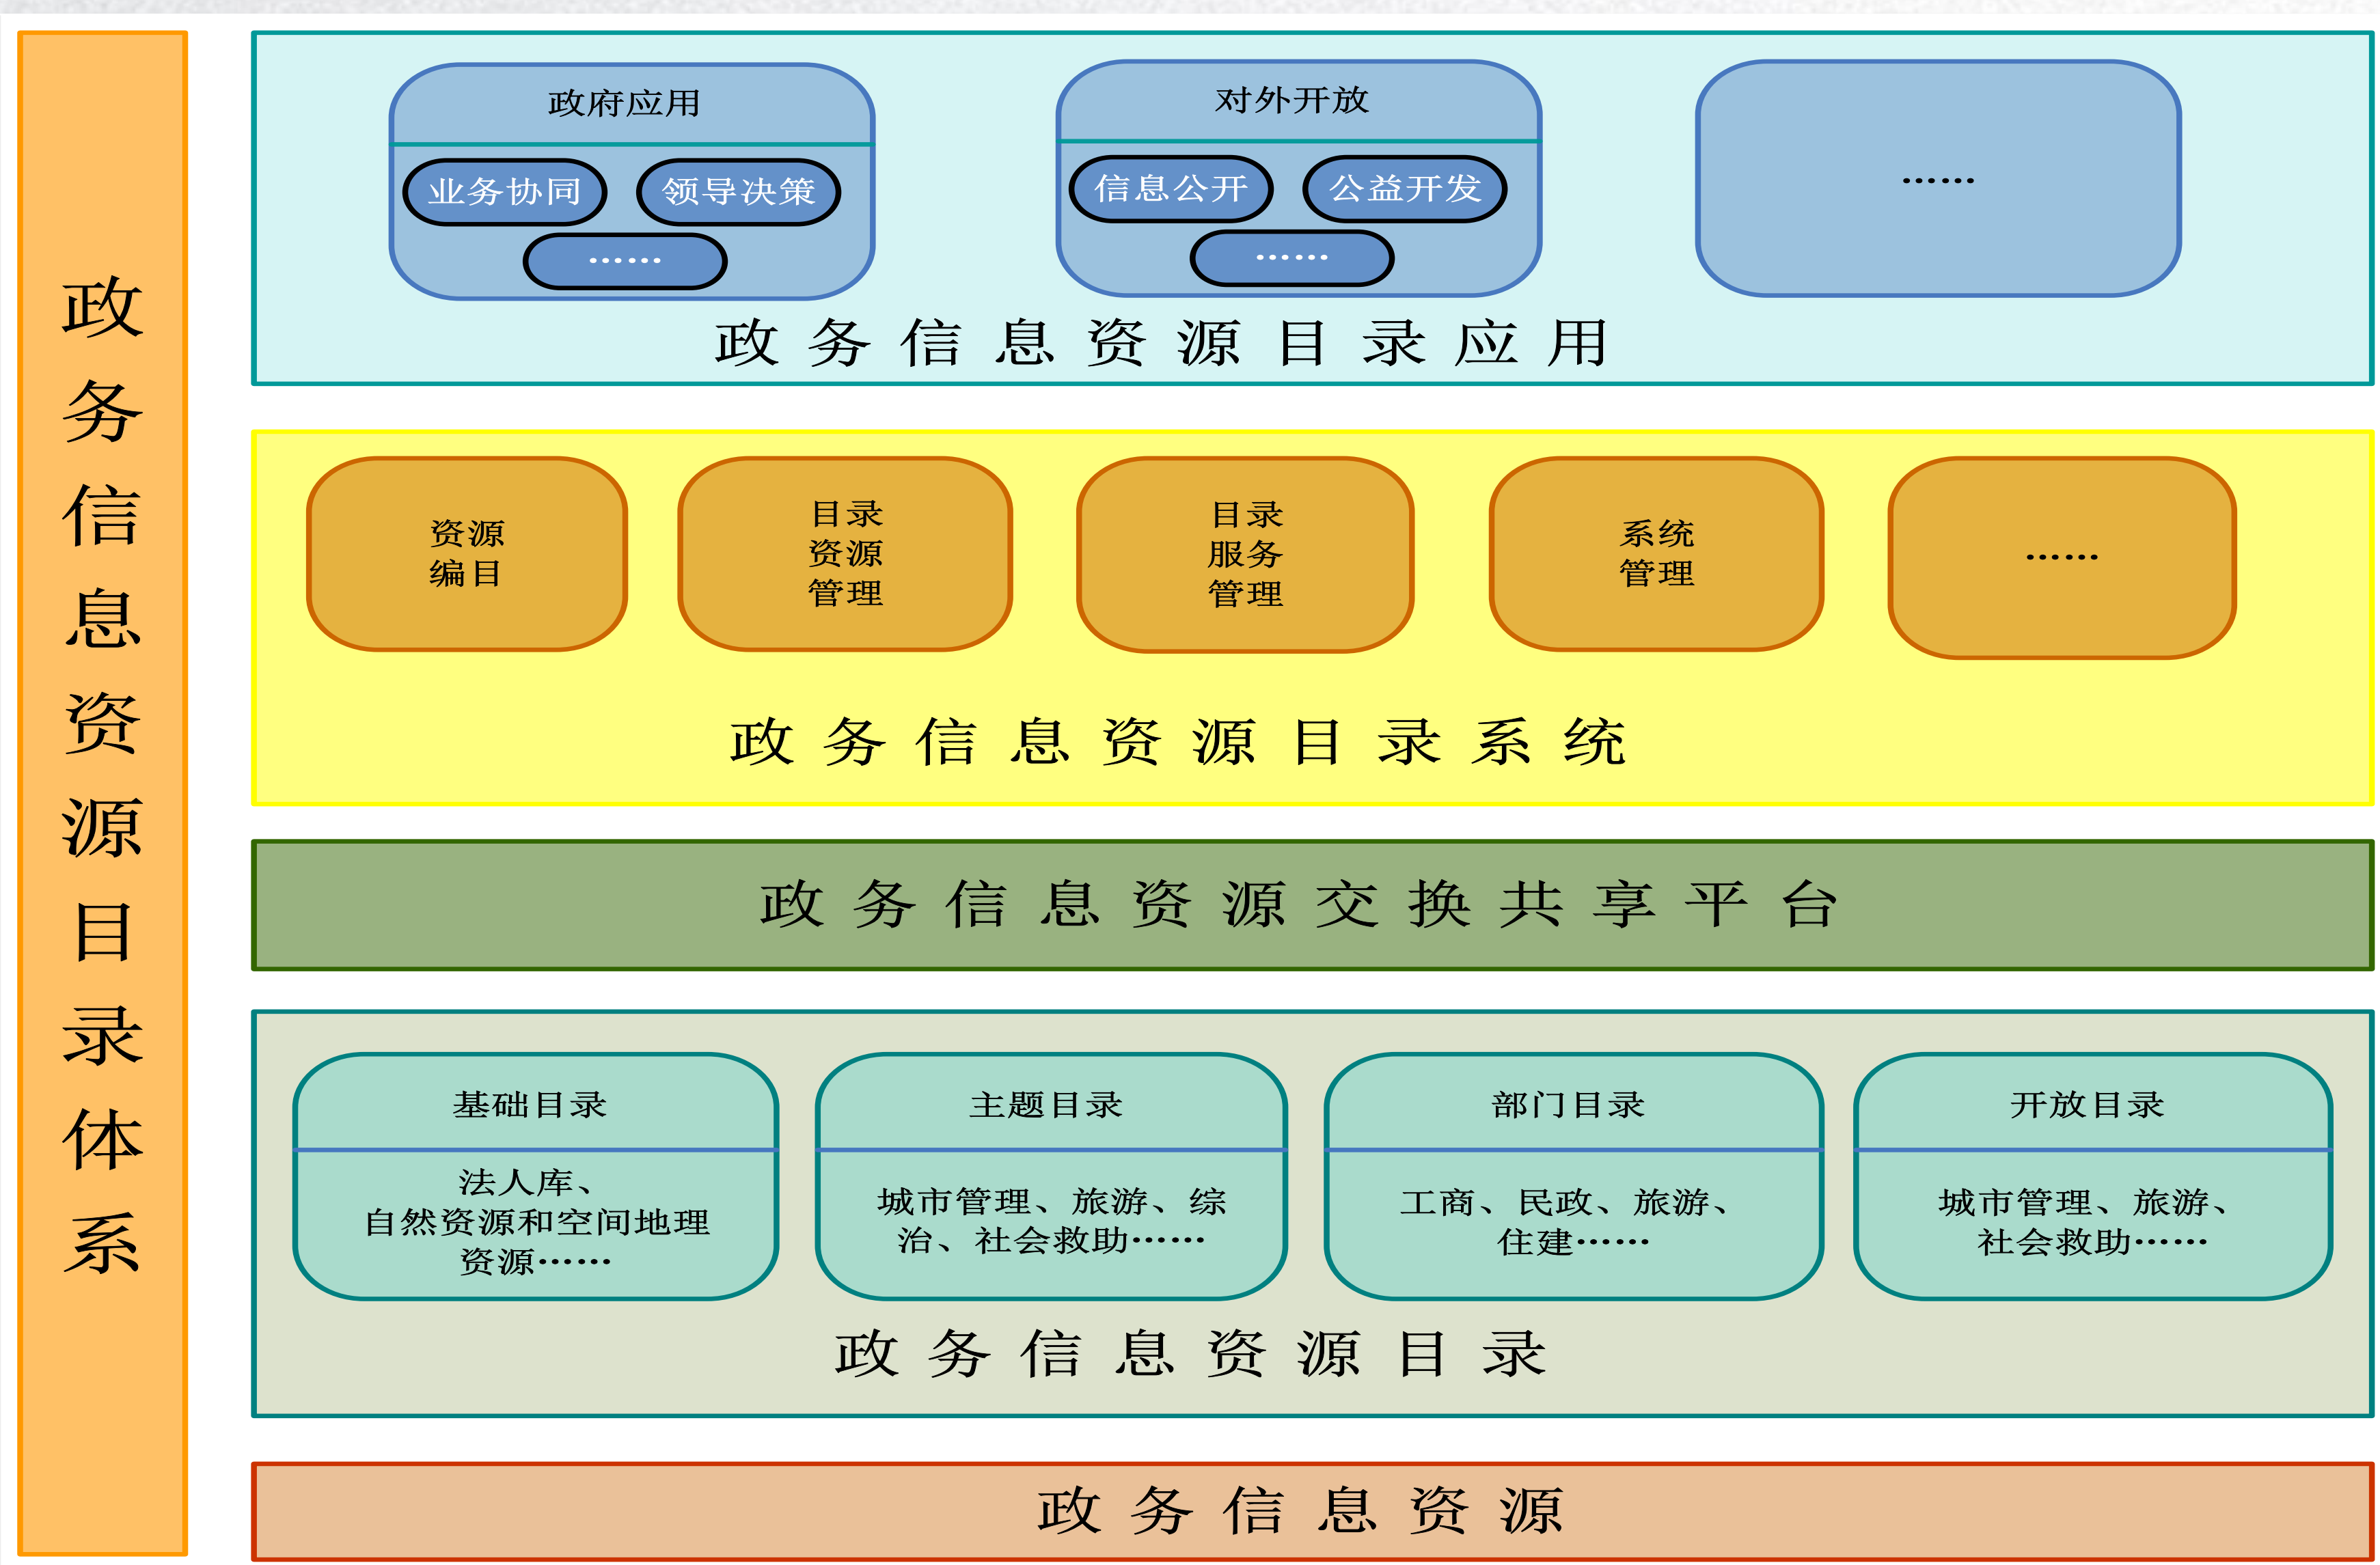 政务信息资源目录体系
政府应用
业务协同
领导决策
……
对外开放
信息公开
公益开发
……
……
政务信息资源目录应用
资源
编目
目录
资源
管理
目录
服务
管理
系统
管理
……
政务信息资源目录系统
政务信息资源交换共享平台
基础目录
法人库、
自然资源和空间地理
资源……
主题目录
城市管理、旅游、综
治、社会救助……
部门目录
工商、民政、旅游、
住建……
开放目录
城市管理、旅游、
社会救助……
政务信息资源目录
政务信息资源